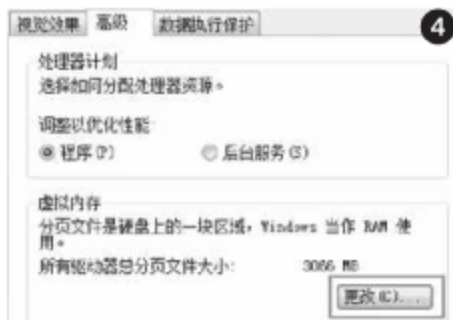 视觉效果 高级 数据执行保护
4
处理器计划
选择如何分配处理器资源。
调整以优化性能:
程序(P) 后台服务(S)
虚拟内存
分页文件是硬盘上的一块区域，Windows 当作 RAM 使
用。
所有驱动器总分页文件大小: 3066 MB
更改(C)...